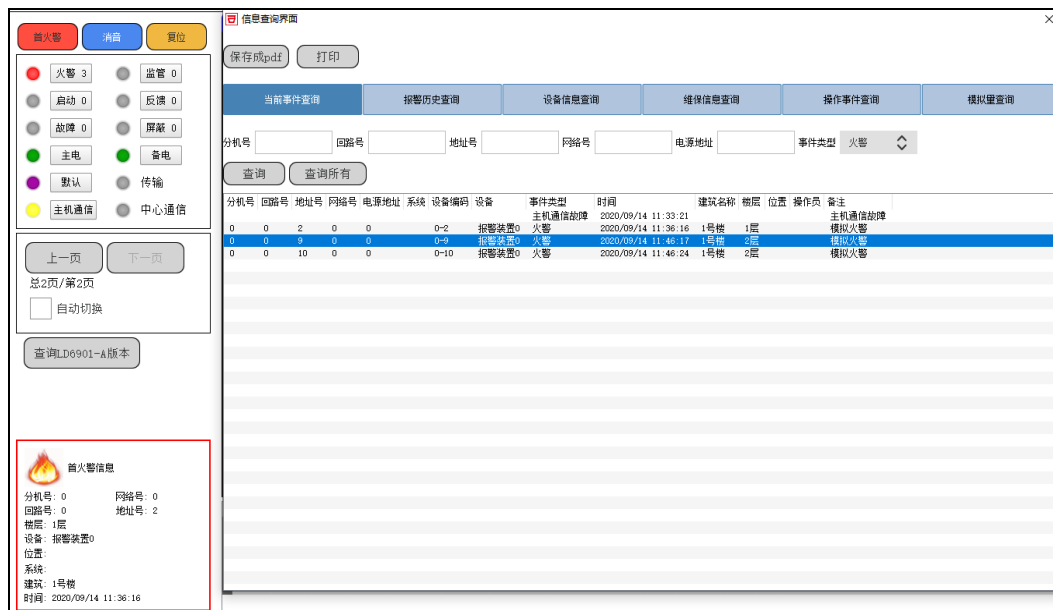 首火警 消音 复位
火警 3 监管 0
启动 0 反馈 0
故障 0 屏蔽 0
主电 备电
默认 传输
主机通信 中心通信
上一页 下一页
总2页/第2页
自动切换
查询LD6901-A版本
首火警信息
分机号: 0 网络号: 0
回路号: 0 地址号: 2
楼层: 1层
设备: 报警装置0
位置:
系统:
建筑: 1号楼
时间: 2020/09/14 11:36:16
信息查询界面
保存成pdf 打印
当前事件查询 报警历史查询 设备信息查询 维保信息查询 操作事件查询 模拟量查询
分机号 回路号 地址号 网络号 电源地址 事件类型 火警
查询 查询所有
分机号 回路号 地址号 网络号 电源地址 系统 设备编码 设备 事件类型 时间 建筑名称 楼层 位置 操作员 备注
主机通信故障 2020/09/14 11:33:21 主机通信故障
0 0 2 0 0 0-2 报警装置0 火警 2020/09/14 11:36:16 1号楼 1层 模拟火警
0 0 9 0 0 0-9 报警装置0 火警 2020/09/14 11:46:17 1号楼 2层 模拟火警
0 0 10 0 0 0-10 报警装置0 火警 2020/09/14 11:46:24 1号楼 2层 模拟火警